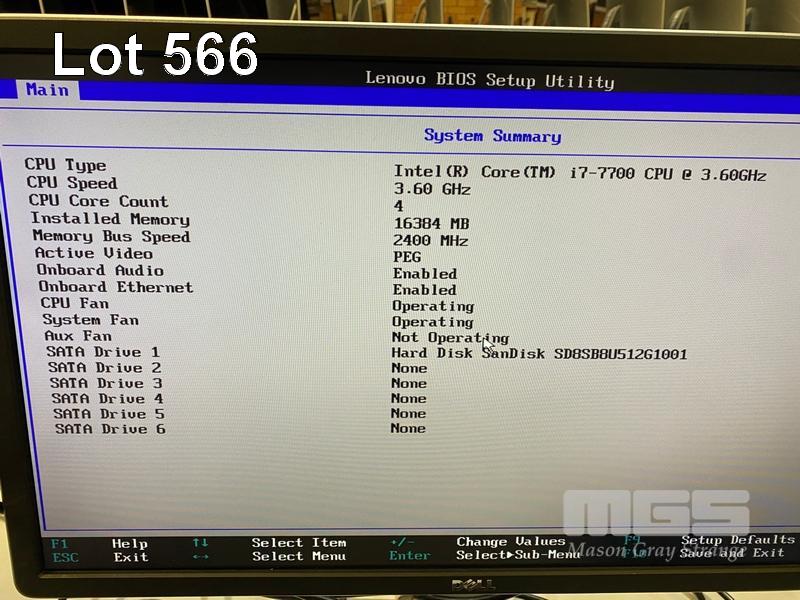 Lot 566
Lenovo BIOS Setup Utility
Main
System Summary
CPU Type Intel(R) Core(TM) i7-7700 CPU @ 3.60GHz
CPU Speed 3.60 GHz
CPU Core Count 4
Installed Memory 16384 MB
Memory Bus Speed 2400 MHz
Active Video PEG
Onboard Audio Enabled
Onboard Ethernet Enabled
CPU Fan Operating
System Fan Operating
Aux Fan Not Operating
SATA Drive 1 Hard Disk SanDisk SD8SB8U512G1001
SATA Drive 2 None
SATA Drive 3 None
SATA Drive 4 None
SATA Drive 5 None
SATA Drive 6 None
MGS
Mason Gray Strange
F1 Help ↑↓ Select Item +/- Change Values F9 Setup Defaults
ESC Exit ↔ Select Menu Enter Select▶Sub-Menu F10 Save and Exit
DELL